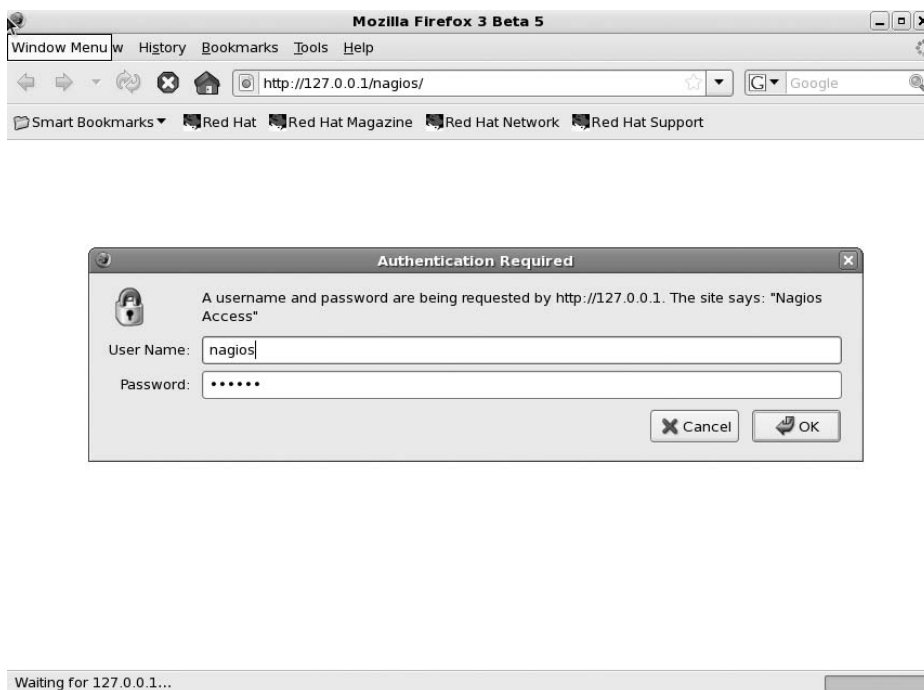 Mozilla Firefox 3 Beta 5
Window Menu w History Bookmarks Tools Help
http://127.0.0.1/nagios/ G Google
Smart Bookmarks Red Hat Red Hat Magazine Red Hat Network Red Hat Support
Authentication Required
A username and password are being requested by http://127.0.0.1. The site says: "Nagios
Access"
User Name: nagios
Password: ••••••
Cancel OK
Waiting for 127.0.0.1...